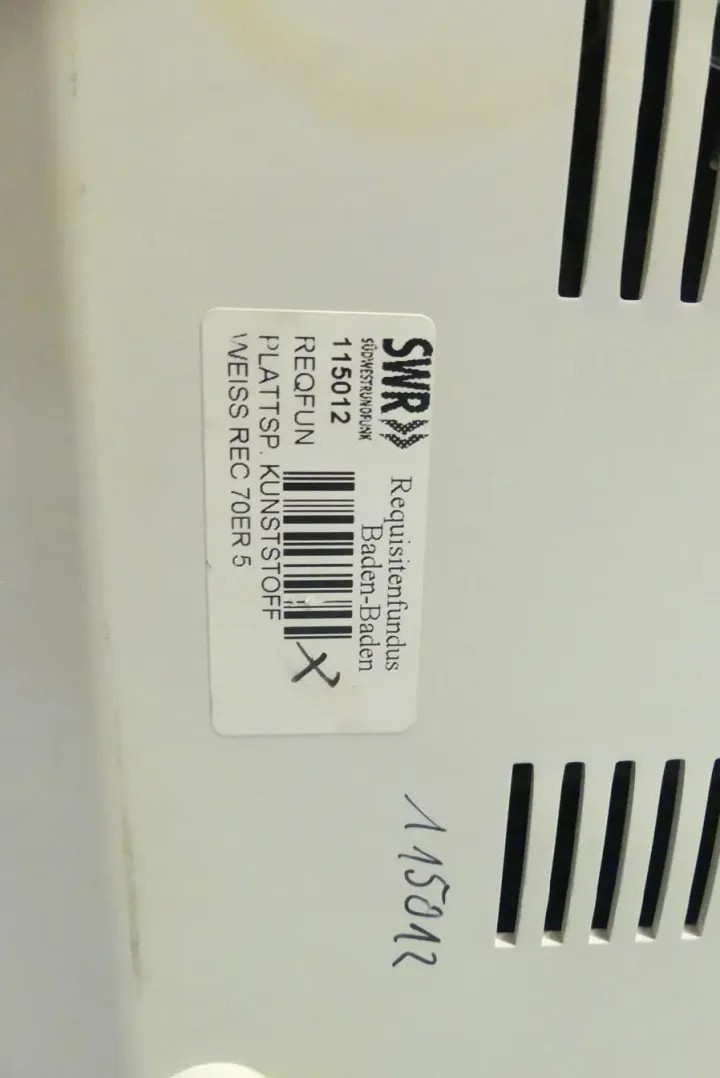 SWR»
SÜDWESTRUNDFUNK
Requisitenfundus
Baden-Baden
115012
REQFUN
PLATTSP. KUNSTSTOFF
WEISS REC 70ER 5
X
115012